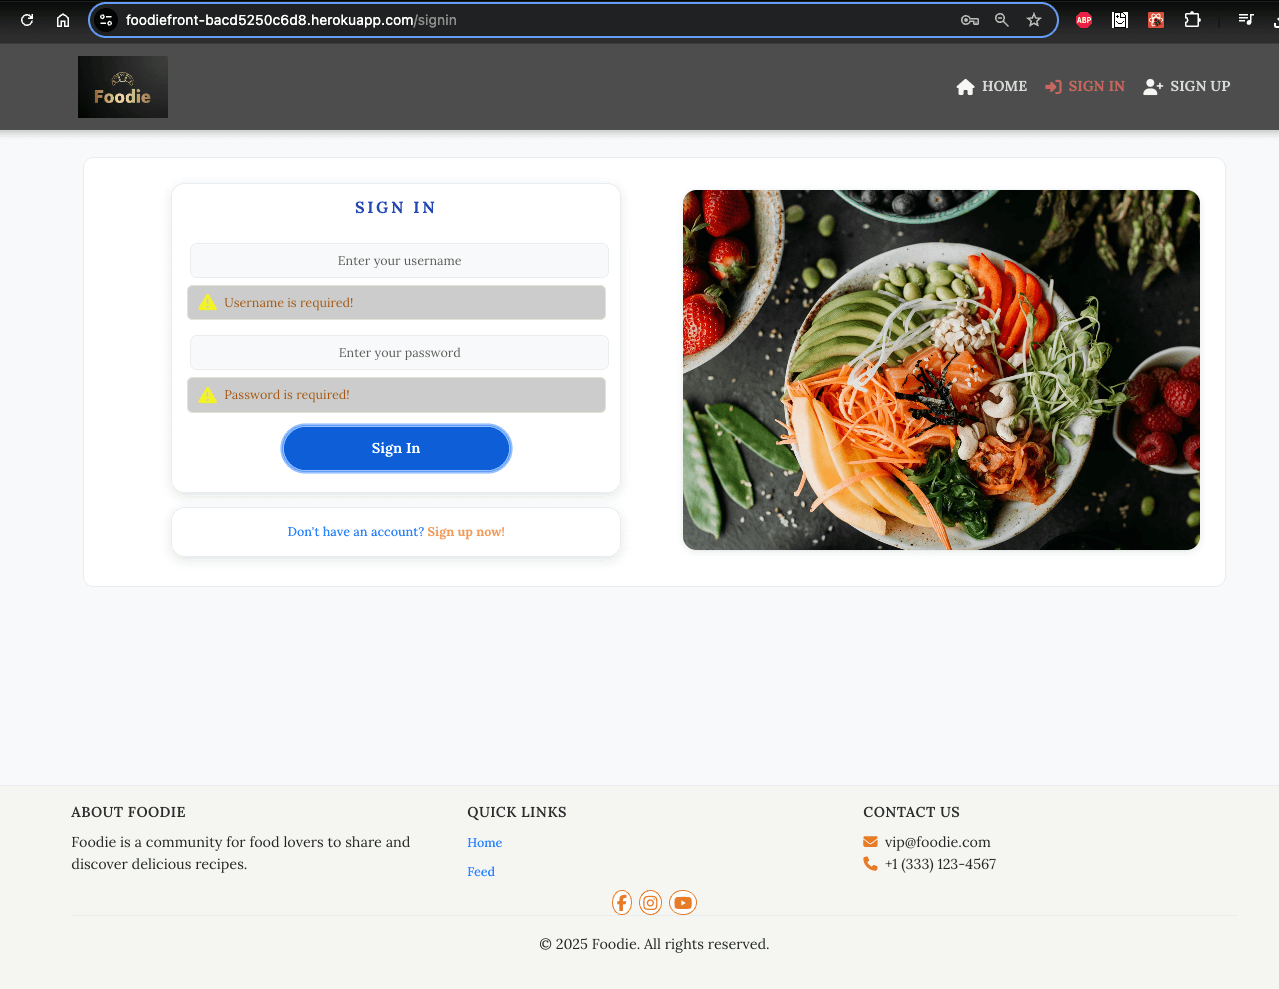 foodiefront-bacd5250c6d8.herokuapp.com/signin
ABP
Foodie
HOME
SIGN IN
SIGN UP
SIGN IN
Enter your username
Username is required!
Enter your password
Password is required!
Sign In
Don't have an account? Sign up now!
ABOUT FOODIE
Foodie is a community for food lovers to share and
discover delicious recipes.
QUICK LINKS
Home
Feed
CONTACT US
vip@foodie.com
+1 (333) 123-4567
© 2025 Foodie. All rights reserved.